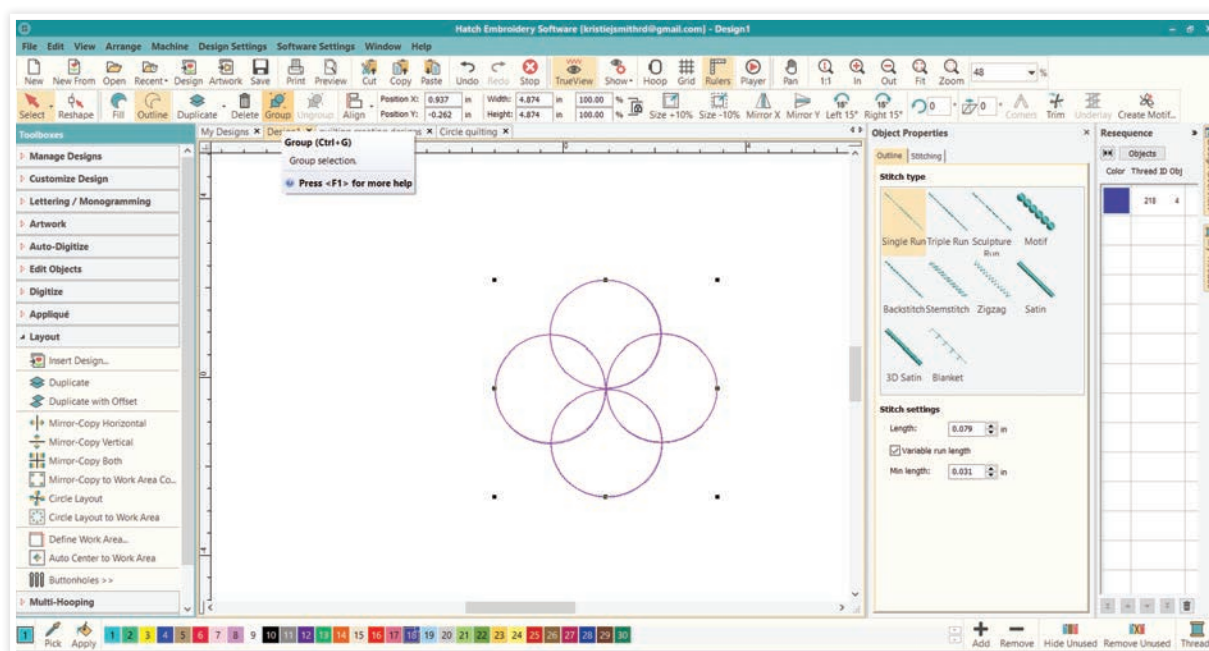 Hatch Embroidery Software [kristiejsmithrd@gmail.com] - Design1
File Edit View Arrange Machine Design Settings Software Settings Window Help
New New From Open Recent Design Artwork Save Print Preview Cut Copy Paste Undo Redo Stop TrueView Show Hoop Grid Rulers Player Pan 1:1 In Out Fit Zoom 48 %
Select Reshape Fill Outline Duplicate Delete Group Ungroup Align Position X: 0.937 in Width: 4.874 in 100.00 % Size +10% Size -10% Mirror X Mirror Y Left 15° Right 15° 0 0 Corners Trim Underlay Create Motif...
Position Y: -0.262 in Height: 4.874 in 100.00 %
15° 15°
Toolboxes
My Designs Design1 quilting creating designs Circle quilting
Group (Ctrl+G)
Group selection.
Press <F1> for more help
Manage Designs
Customize Design
Lettering / Monogramming
Artwork
Auto-Digitize
Edit Objects
Digitize
Appliqué
Layout
Insert Design...
Duplicate
Duplicate with Offset
Mirror-Copy Horizontal
Mirror-Copy Vertical
Mirror-Copy Both
Mirror-Copy to Work Area Co...
Circle Layout
Circle Layout to Work Area
Define Work Area...
Auto Center to Work Area
Buttonholes >>
Multi-Hooping
Object Properties
Outline Stitching
Stitch type
Single Run Triple Run Sculpture Run Motif
Backstitch Stemstitch Zigzag Satin
3D Satin Blanket
Stitch settings
Length: 0.079 in
Variable run length
Min length: 0.031 in
Resequence
Objects
Color Thread ID Obj
218 4
1 Pick Apply 1 2 3 4 5 6 7 8 9 10 11 12 13 14 15 16 17 18 19 20 21 22 23 24 25 26 27 28 29 30 Add Remove Hide Unused Remove Unused Thread